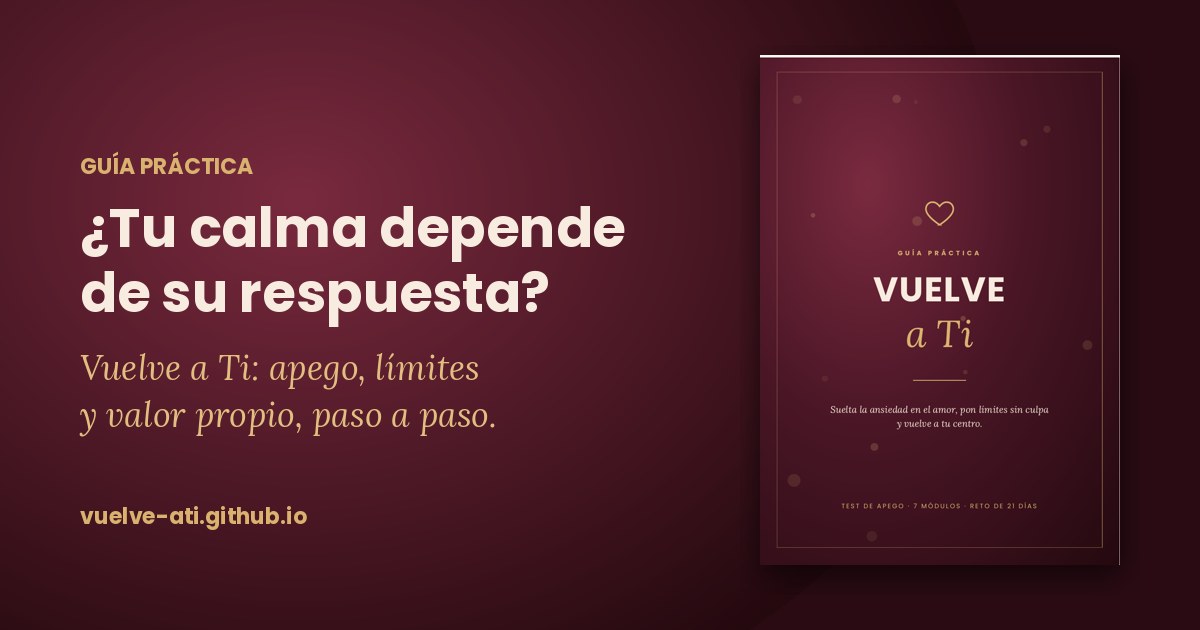 GUÍA PRÁCTICA
¿Tu calma depende
de su respuesta?
Vuelve a Ti: apego, límites
y valor propio, paso a paso.
vuelve-ati.github.io
GUÍA PRÁCTICA
VUELVE
a Ti
Suelta la ansiedad en el amor, pon límites sin culpa
y vuelve a tu centro.
TEST DE APEGO · 7 MÓDULOS · RETO DE 21 DÍAS